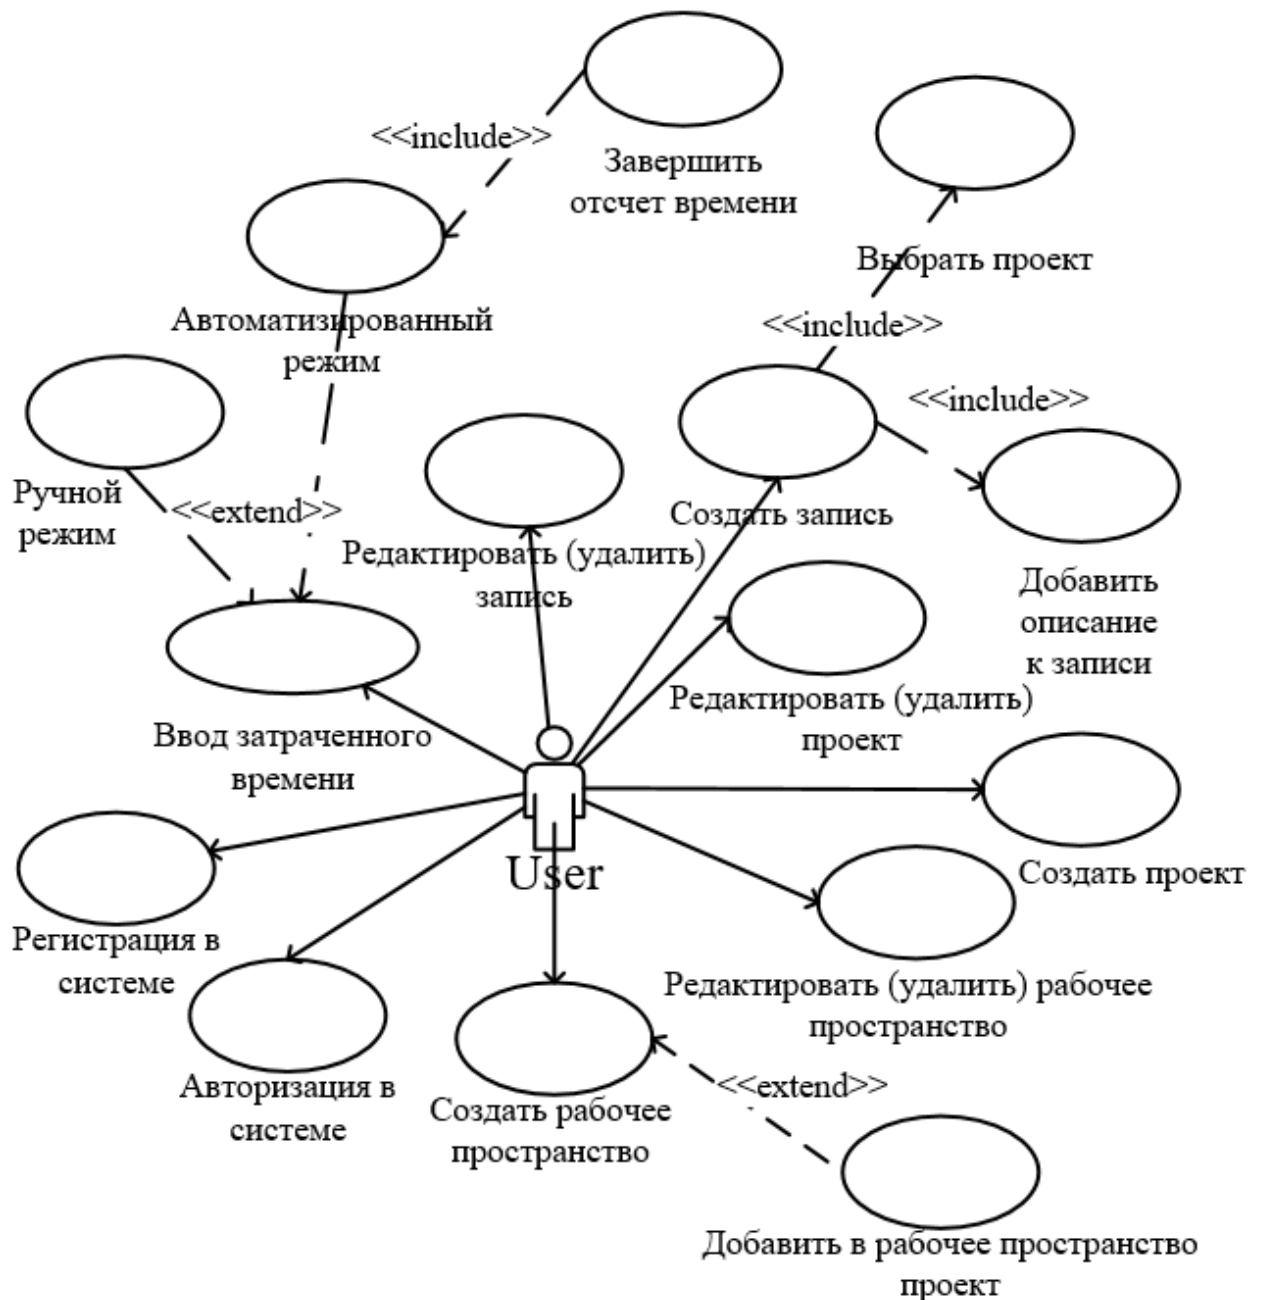 <<include>>
Завершить
отсчет времени
Выбрать проект
Автоматизированный
режим
<<include>>
<<include>>
Ручной
режим
<<extend>>
Создать запись
Редактировать (удалить)
запись
Добавить
описание
к записи
Редактировать (удалить)
проект
Ввод затраченного
времени
User
Создать проект
Регистрация в
системе
Редактировать (удалить) рабочее
пространство
Авторизация в
системе
Создать рабочее
пространство
<<extend>>
Добавить в рабочее пространство
проект